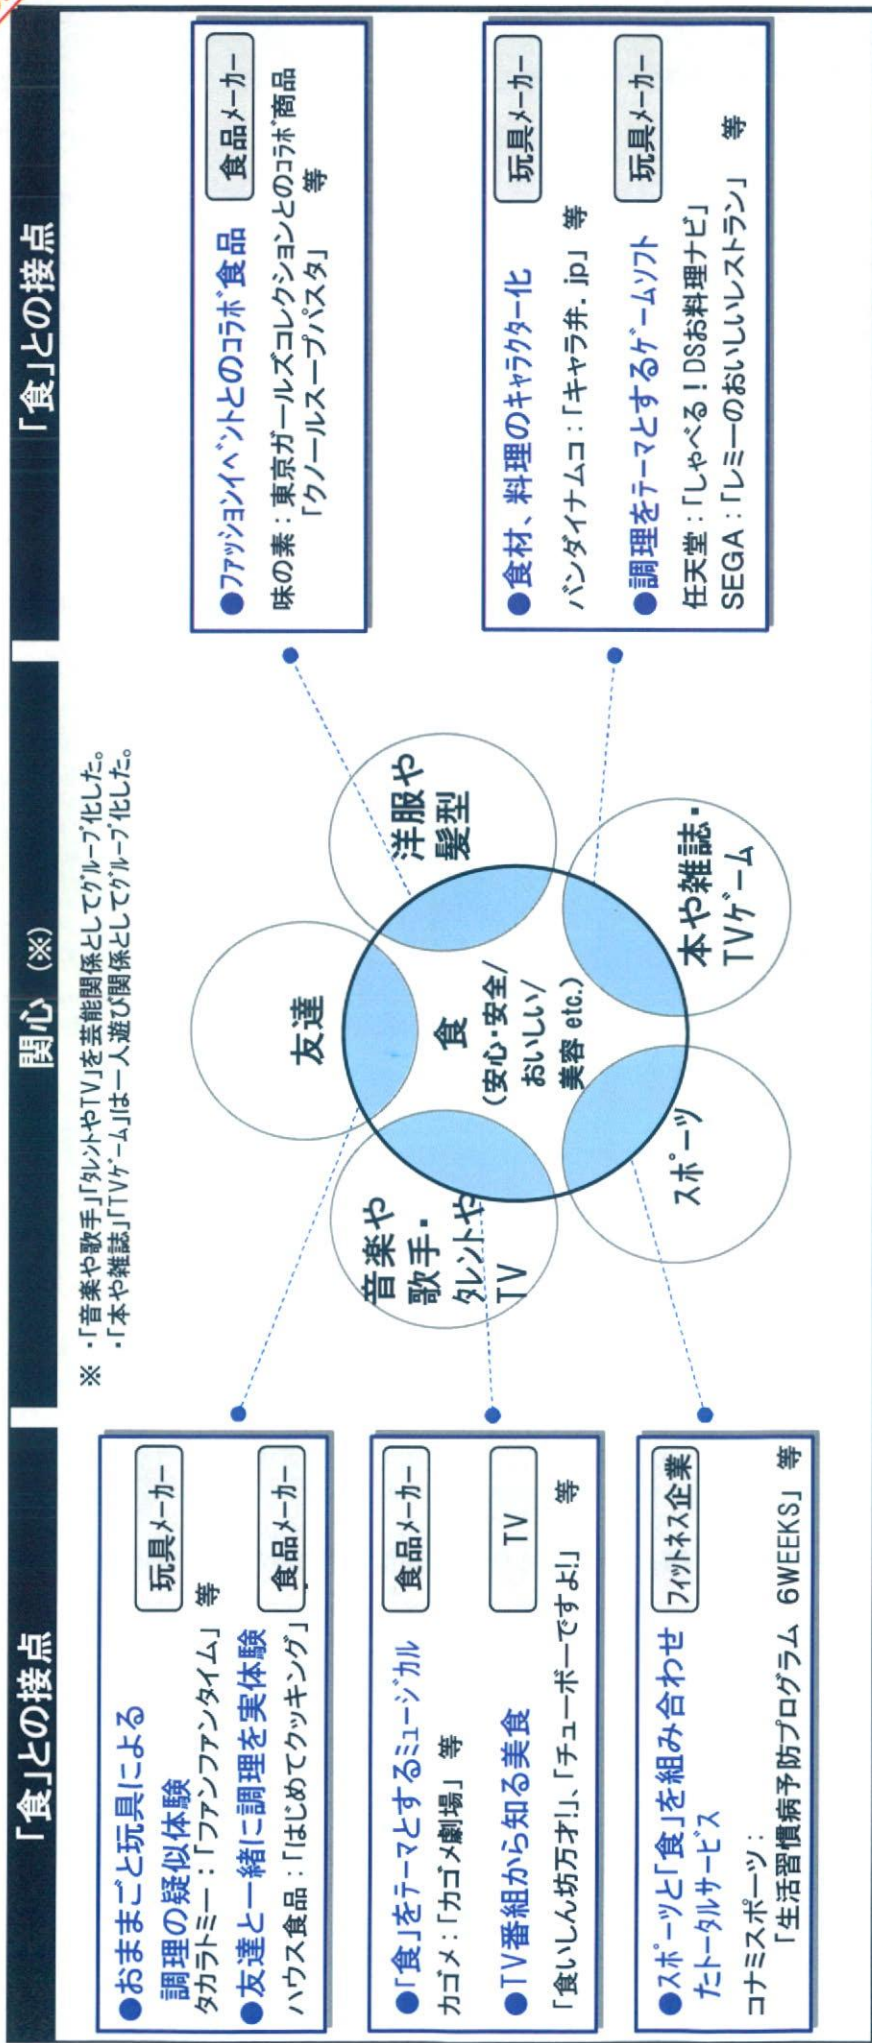 「食」との接点
●おままごと玩具による
調理の疑似体験
玩具メーカー
タカラトミー：「ファンファンタイム」 等
●友達と一緒に調理を実体験
食品メーカー
ハウス食品：「はじめてクッキング」
●「食」をテーマとするミュージカル
食品メーカー
カゴメ：「カゴメ劇場」 等
●TV番組から知る美食
TV
「食いしん坊万才!」、「チューボーですよ!」 等
●スポーツと「食」を組み合わせ
たトータルサービス
フィットネス企業
コナミスポーツ：
「生活習慣病予防プログラム 6WEEKS」 等
関心 (※)
※ ・「音楽や歌手」「タレントやTV」を芸能関係としてグループ化した。
・「本や雑誌」「TVゲーム」は一人遊び関係としてグループ化した。
友達
音楽や
歌手・
タレントや
TV
洋服や
髪型
食
(安心・安全/
おいしい/
美容 etc.)
スポーツ
本や雑誌・
TVゲーム
「食」との接点
●ファッションイベントとのコラボ食品
食品メーカー
味の素：東京ガールズコレクションとのコラボ商品
「クノールスープパスタ」 等
●食材、料理のキャラクター化
玩具メーカー
バンダイナムコ：「キャラ弁. jp」 等
●調理をテーマとするゲームソフト
玩具メーカー
任天堂：「しゃべる！DSお料理ナビ」
SEGA：「レミーのおいしいレストラン」 等